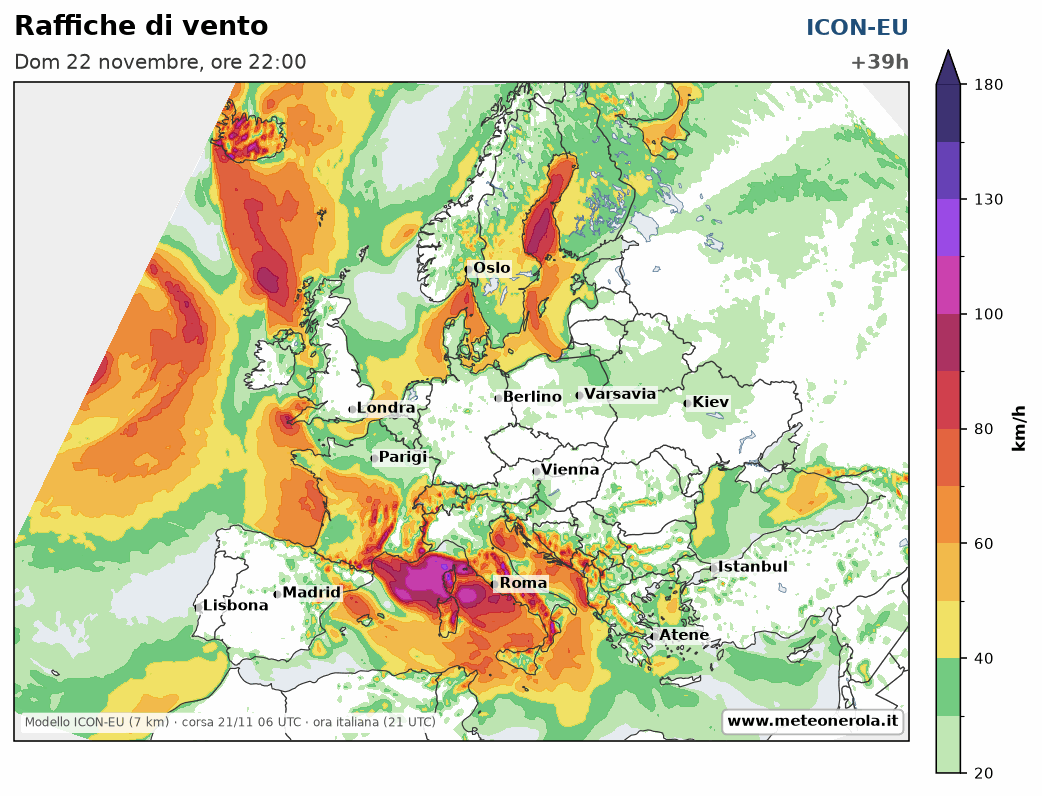 Raffiche di vento
ICON-EU
Dom 22 novembre, ore 22:00
+39h
180
130
100
80
60
40
20
km/h
Oslo
Londra
Berlino
Varsavia
Kiev
Parigi
Vienna
Istanbul
Roma
Madrid
Lisbona
Atene
Modello ICON-EU (7 km) · corsa 21/11 06 UTC · ora italiana (21 UTC)
www.meteonerola.it